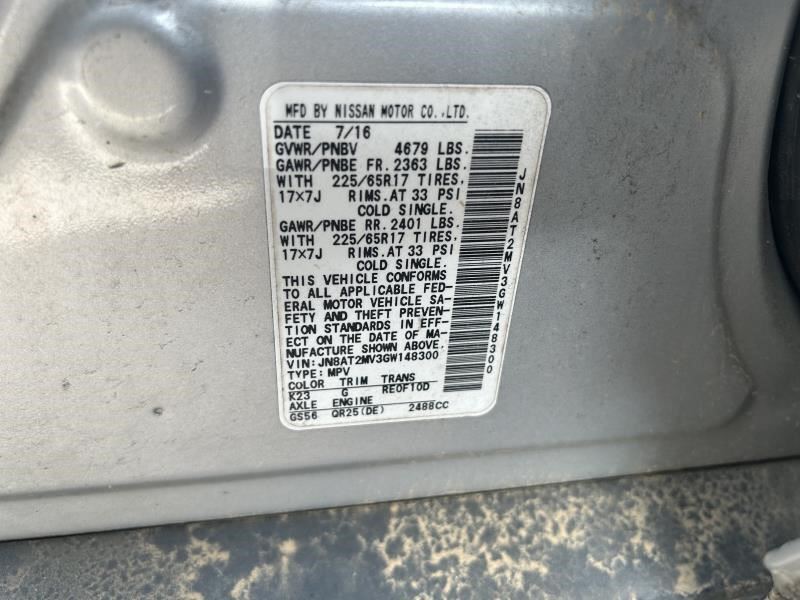 MFD BY NISSAN MOTOR CO.,LTD.
DATE 7/16
GVWR/PNBV 4679 LBS.
GAWR/PNBE FR. 2363 LBS.
WITH 225/65R17 TIRES,
17×7J RIMS.AT 33 PSI
COLD SINGLE.
GAWR/PNBE RR. 2401 LBS.
WITH 225/65R17 TIRES,
17×7J RIMS.AT 33 PSI
COLD SINGLE.
THIS VEHICLE CONFORMS
TO ALL APPLICABLE FED-
ERAL MOTOR VEHICLE SA-
FETY AND THEFT PREVEN-
TION STANDARDS IN EFF-
ECT ON THE DATE OF MA-
NUFACTURE SHOWN ABOVE.
VIN:JN8AT2MV3GW148300
TYPE:MPV
COLOR TRIM TRANS
K23 G RE0F10D
AXLE ENGINE
GS56 QR25(DE) 2488CC
JN8AT2MV3GW148300